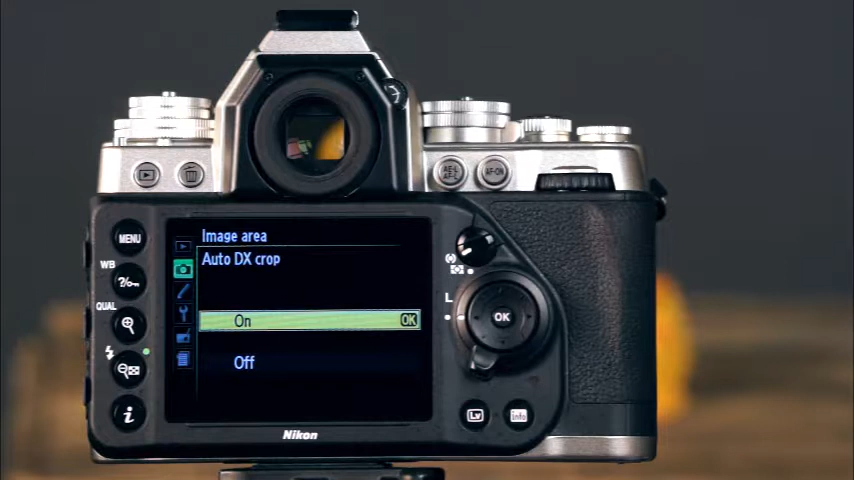 AE-L
AF-L
AF-ON
MENU
WB
?/
QUAL
i
Image area
Auto DX crop
On
OK
Off
L
OK
Lv
info
Nikon